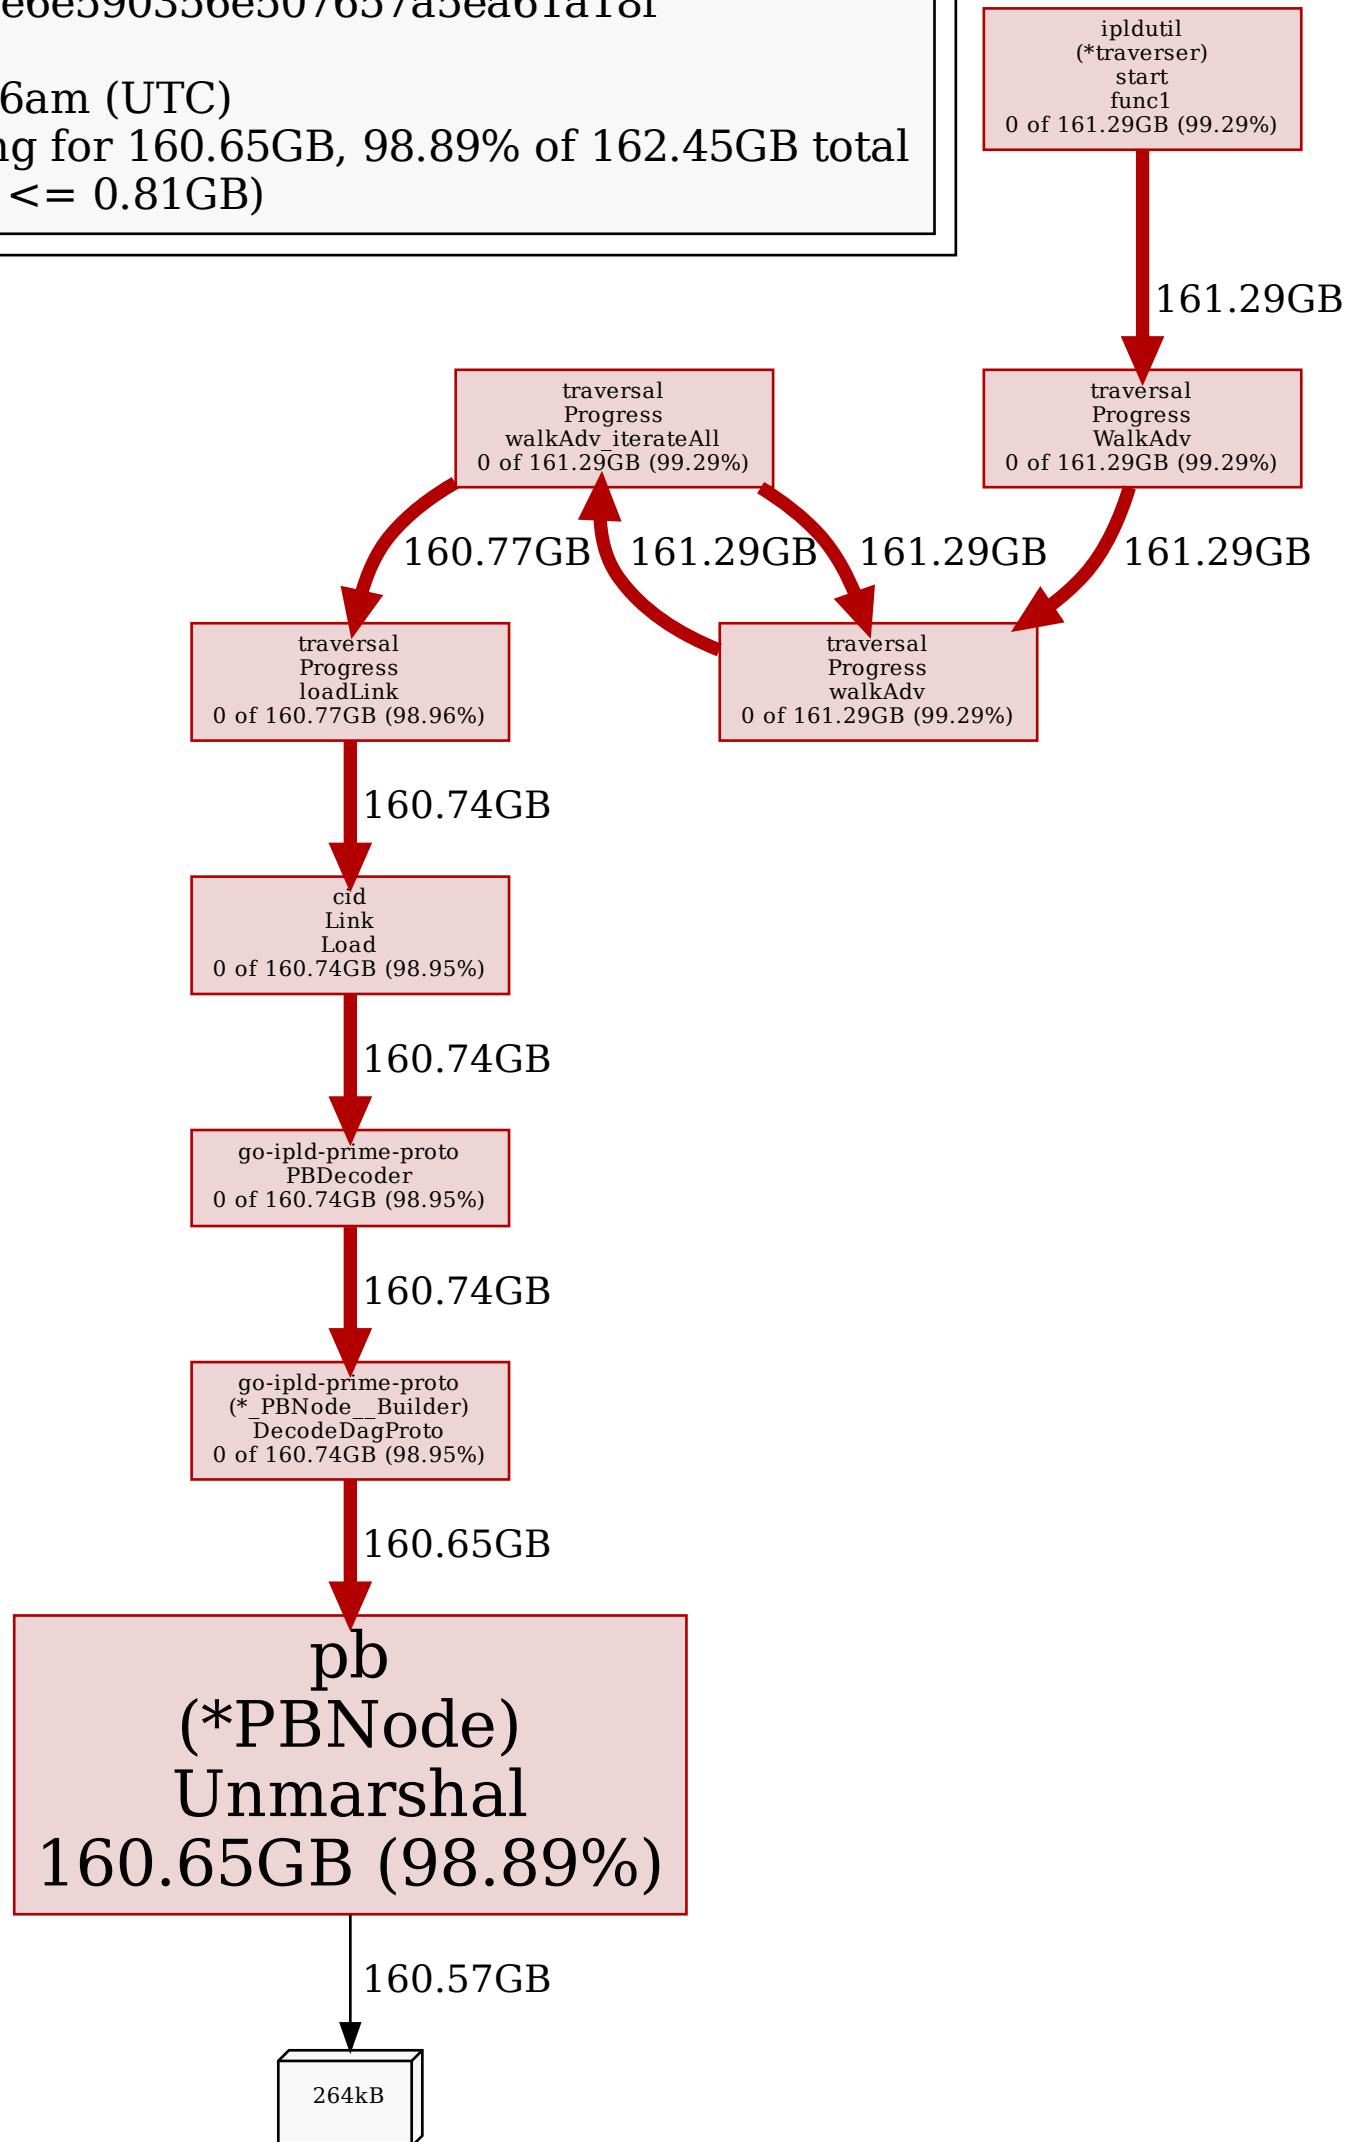 e6e590356e507657a5ea61a18f
6am (UTC)
ng for 160.65GB, 98.89% of 162.45GB total
<= 0.81GB)
ipldutil
(*traverser)
start
func1
0 of 161.29GB (99.29%)
161.29GB
traversal
Progress
walkAdv_iterateAll
0 of 161.29GB (99.29%)
traversal
Progress
WalkAdv
0 of 161.29GB (99.29%)
160.77GB
161.29GB
161.29GB
161.29GB
traversal
Progress
loadLink
0 of 160.77GB (98.96%)
traversal
Progress
walkAdv
0 of 161.29GB (99.29%)
160.74GB
cid
Link
Load
0 of 160.74GB (98.95%)
160.74GB
go-ipld-prime-proto
PBDecoder
0 of 160.74GB (98.95%)
160.74GB
go-ipld-prime-proto
(*_PBNode__Builder)
DecodeDagProto
0 of 160.74GB (98.95%)
160.65GB
pb
(*PBNode)
Unmarshal
160.65GB (98.89%)
160.57GB
264kB